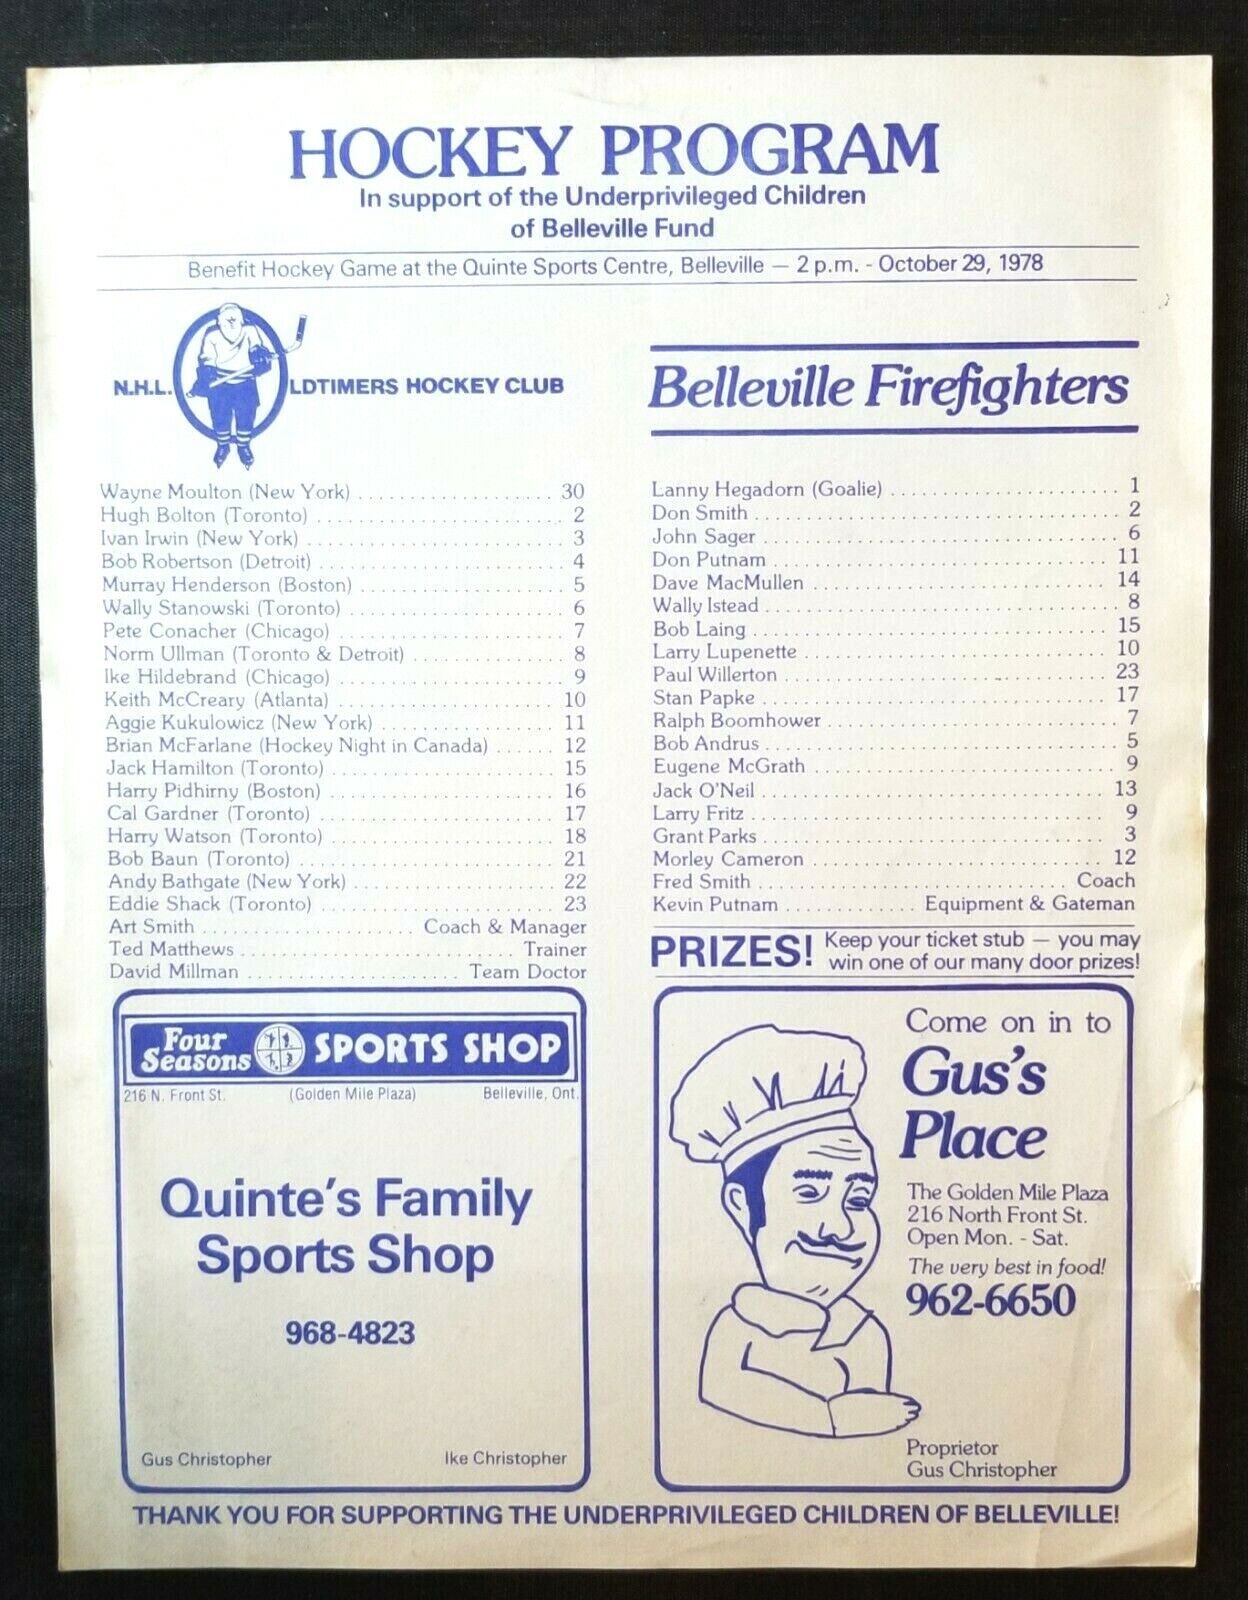 HOCKEY PROGRAM
In support of the Underprivileged Children
of Belleville Fund
Benefit Hockey Game at the Quinte Sports Centre, Belleville — 2 p.m. - October 29, 1978
N.H.L. LDTIMERS HOCKEY CLUB
Wayne Moulton (New York) . . . . . . . . . . 30
Hugh Bolton (Toronto) . . . . . . . . . . 2
Ivan Irwin (New York) . . . . . . . . . . 3
Bob Robertson (Detroit) . . . . . . . . . . 4
Murray Henderson (Boston) . . . . . . . . . . 5
Wally Stanowski (Toronto) . . . . . . . . . . 6
Pete Conacher (Chicago) . . . . . . . . . . 7
Norm Ullman (Toronto & Detroit) . . . . . . . . . . 8
Ike Hildebrand (Chicago) . . . . . . . . . . 9
Keith McCreary (Atlanta) . . . . . . . . . . 10
Aggie Kukulowicz (New York) . . . . . . . . . . 11
Brian McFarlane (Hockey Night in Canada) . . . . . . 12
Jack Hamilton (Toronto) . . . . . . . . . . 15
Harry Pidhirny (Boston) . . . . . . . . . . 16
Cal Gardner (Toronto) . . . . . . . . . . 17
Harry Watson (Toronto) . . . . . . . . . . 18
Bob Baun (Toronto) . . . . . . . . . . 21
Andy Bathgate (New York) . . . . . . . . . . 22
Eddie Shack (Toronto) . . . . . . . . . . 23
Art Smith . . . . . . . . . . Coach & Manager
Ted Matthews . . . . . . . . . . Trainer
David Millman . . . . . . . . . . Team Doctor
Belleville Firefighters
Lanny Hegadorn (Goalie) . . . . . . . . . . 1
Don Smith . . . . . . . . . . 2
John Sager . . . . . . . . . . 6
Don Putnam . . . . . . . . . . 11
Dave MacMullen . . . . . . . . . . 14
Wally Istead . . . . . . . . . . 8
Bob Laing . . . . . . . . . . 15
Larry Lupenette . . . . . . . . . . 10
Paul Willerton . . . . . . . . . . 23
Stan Papke . . . . . . . . . . 17
Ralph Boomhower . . . . . . . . . . 7
Bob Andrus . . . . . . . . . . 5
Eugene McGrath . . . . . . . . . . 9
Jack O'Neil . . . . . . . . . . 13
Larry Fritz . . . . . . . . . . 9
Grant Parks . . . . . . . . . . 3
Morley Cameron . . . . . . . . . . 12
Fred Smith . . . . . . . . . . Coach
Kevin Putnam . . . . . . . . . . Equipment & Gateman
PRIZES! Keep your ticket stub — you may
win one of our many door prizes!
Four Seasons SPORTS SHOP
216 N. Front St. (Golden Mile Plaza) Belleville, Ont.
Quinte's Family
Sports Shop
968-4823
Gus Christopher Ike Christopher
Come on in to
Gus's
Place
The Golden Mile Plaza
216 North Front St.
Open Mon. - Sat.
The very best in food!
962-6650
Proprietor
Gus Christopher
THANK YOU FOR SUPPORTING THE UNDERPRIVILEGED CHILDREN OF BELLEVILLE!